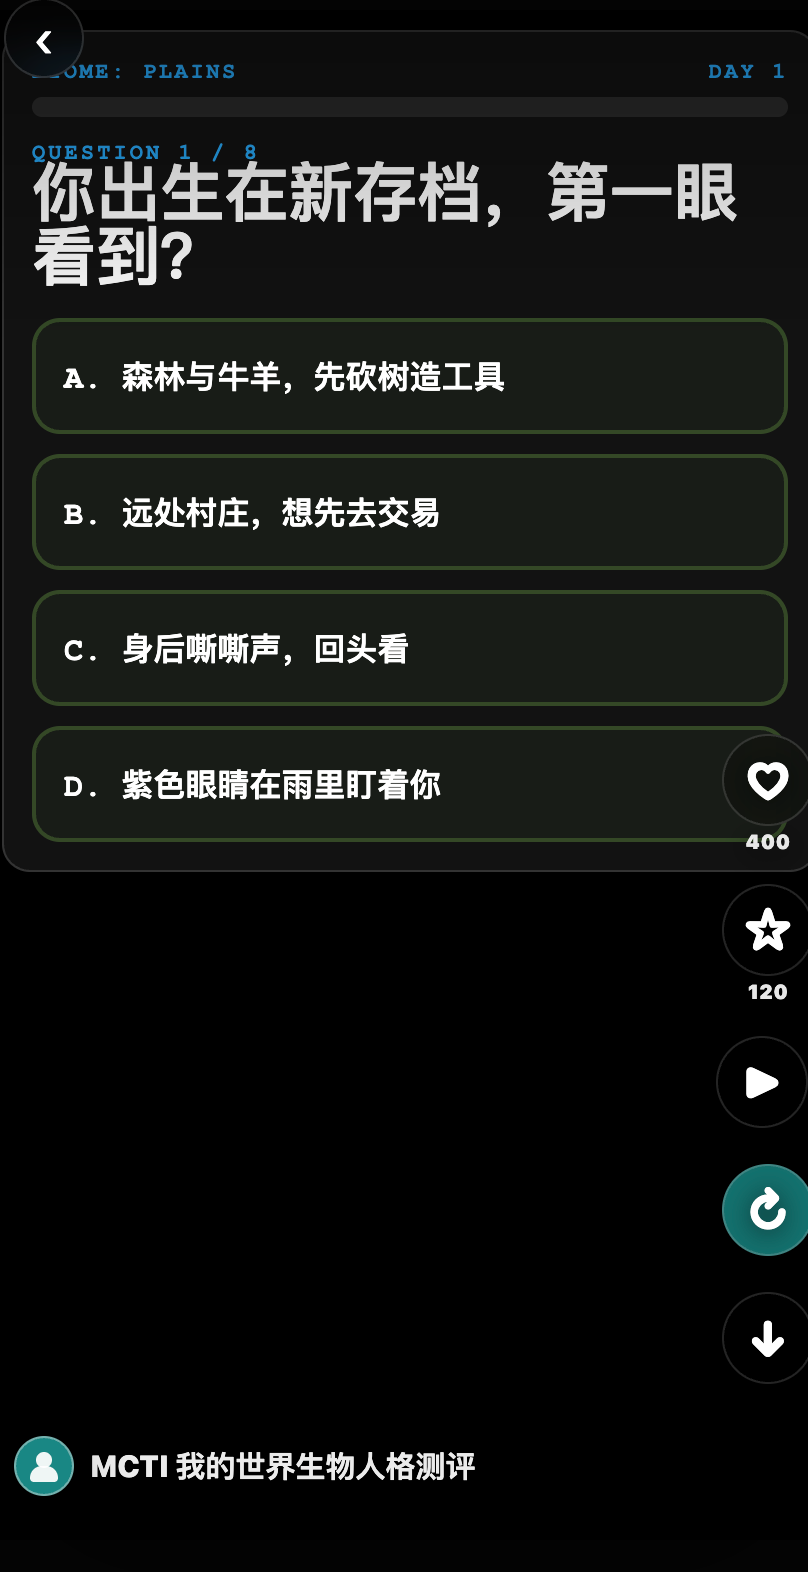 OME: PLAINS
DAY 1
QUESTION 1 / 8
你出生在新存档，第一眼
看到?
A. 森林与牛羊，先砍树造工具
B. 远处村庄，想先去交易
C. 身后嘶嘶声，回头看
D. 紫色眼睛在雨里盯着你
400
120
MCTI 我的世界生物人格测评